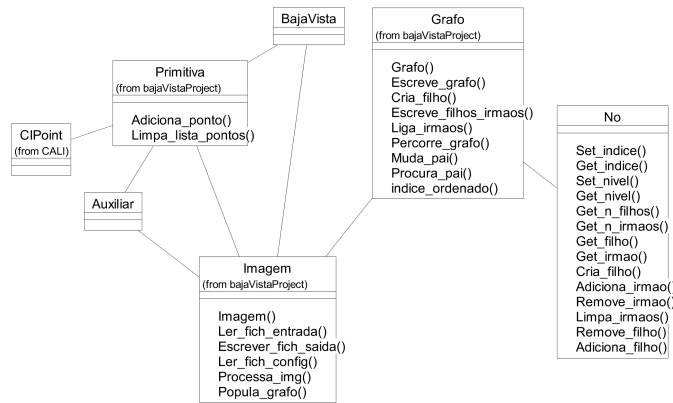 BajaVista
Grafo
(from bajaVistaProject)
Grafo()
Escreve_grafo()
Cria_filho()
Escreve_filhos_irmaos()
Liga_irmaos()
Percorre_grafo()
Muda_pai()
Procura_pai()
indice_ordenado()
Primitiva
(from bajaVistaProject)
Adiciona_ponto()
Limpa_lista_pontos()
CIPoint
(from CALI)
Auxiliar
No
Set_indice()
Get_indice()
Set_nivel()
Get_nivel()
Get_n_filhos()
Get_n_irmaos()
Get_filho()
Get_irmao()
Cria_filho()
Adiciona_irmao()
Remove_irmao()
Limpa_irmaos()
Remove_filho()
Adiciona_filho()
Imagem
(from bajaVistaProject)
Imagem()
Ler_fich_entrada()
Escrever_fich_saida()
Ler_fich_config()
Processa_img()
Popula_grafo()